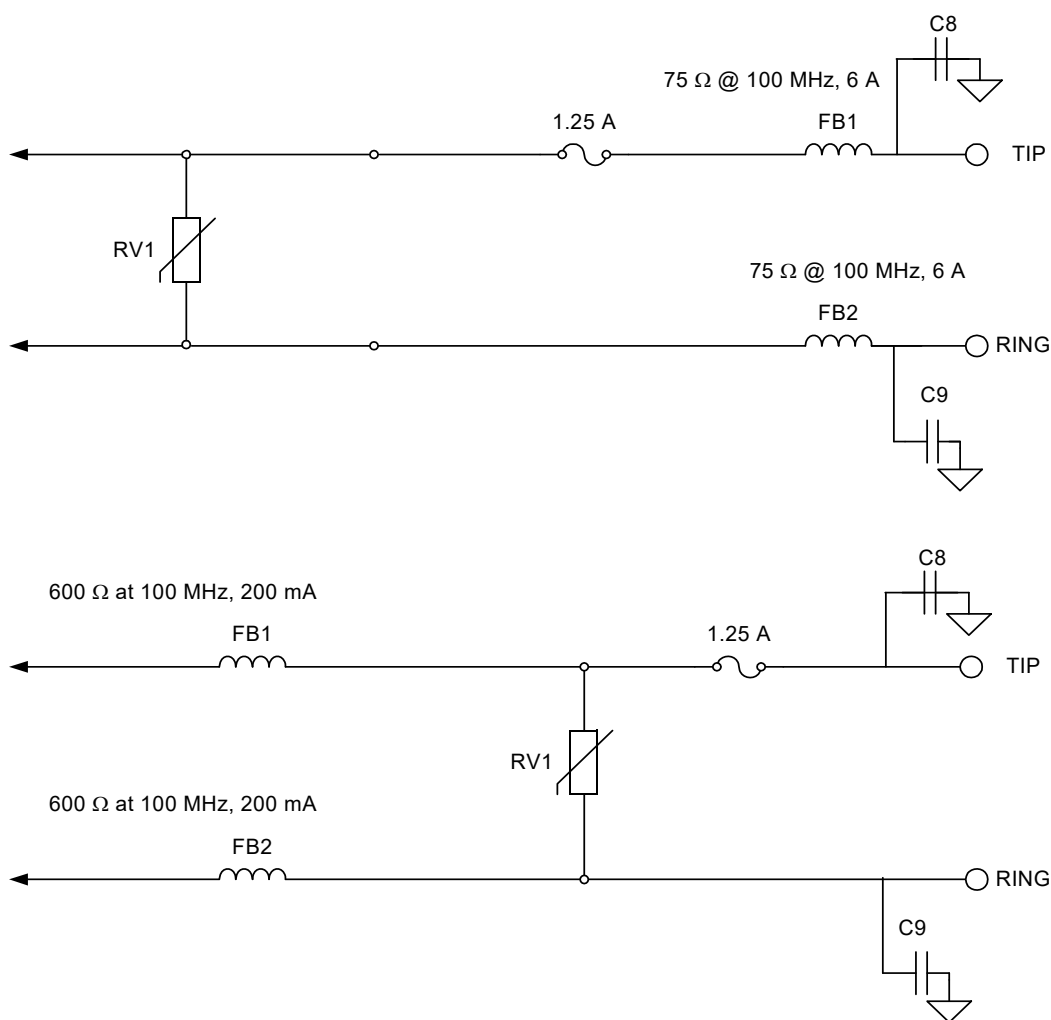 C8
75 Ω @ 100 MHz, 6 A
1.25 A
FB1
TIP
RV1
75 Ω @ 100 MHz, 6 A
FB2
RING
C9
C8
600 Ω at 100 MHz, 200 mA
FB1
1.25 A
TIP
RV1
600 Ω at 100 MHz, 200 mA
FB2
RING
C9